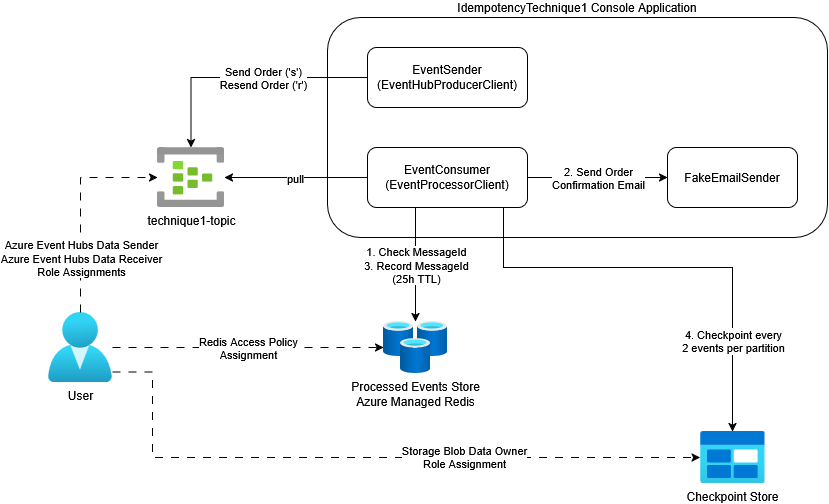 IdempotencyTechnique1 Console Application
EventSender
(EventHubProducerClient)
Send Order ('s')
Resend Order ('r')
EventConsumer
(EventProcessorClient)
2. Send Order
Confirmation Email
FakeEmailSender
pull
technique1-topic
Azure Event Hubs Data Sender
Azure Event Hubs Data Receiver
Role Assignments
1. Check MessageId
3. Record MessageId
(25h TTL)
Redis Access Policy
Assignment
4. Checkpoint every
2 events per partition
User
Processed Events Store
Azure Managed Redis
Storage Blob Data Owner
Role Assignment
Checkpoint Store